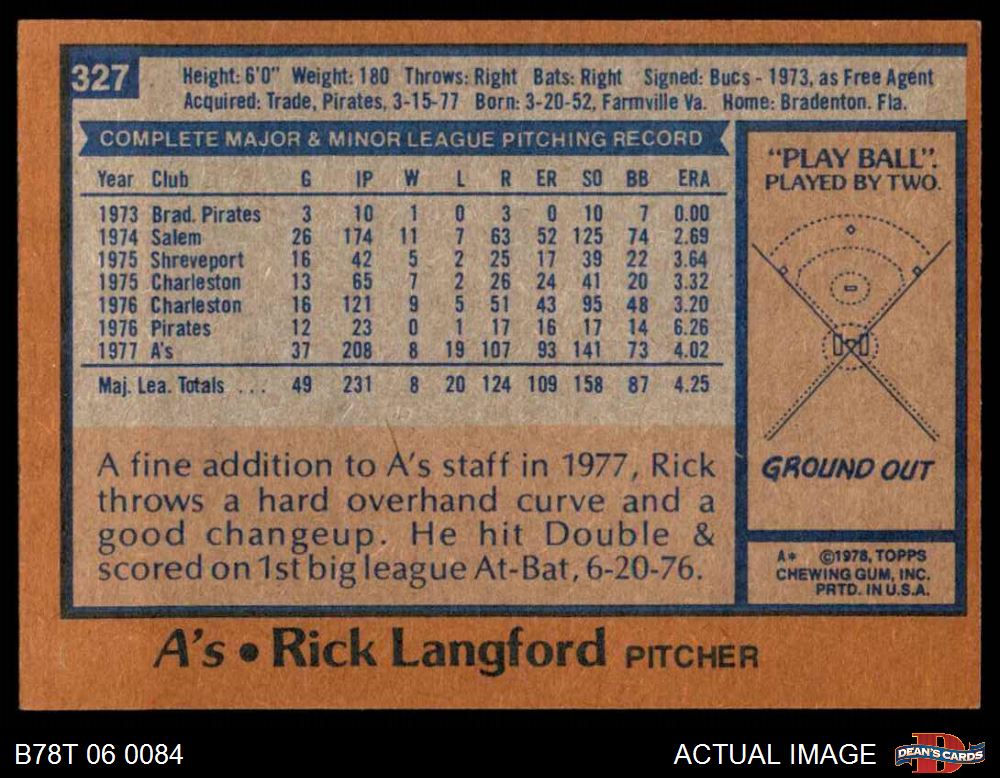 327
Height: 6'0" Weight: 180 Throws: Right Bats: Right Signed: Bucs - 1973, as Free Agent
Acquired: Trade, Pirates, 3-15-77 Born: 3-20-52, Farmville Va. Home: Bradenton. Fla.
COMPLETE MAJOR & MINOR LEAGUE PITCHING RECORD
Year Club G IP W L R ER SO BB ERA
1973 Brad. Pirates 3 10 1 0 3 0 10 7 0.00
1974 Salem 26 174 11 7 63 52 125 74 2.69
1975 Shreveport 16 42 5 2 25 17 39 22 3.64
1975 Charleston 13 65 7 2 26 24 41 20 3.32
1976 Charleston 16 121 9 5 51 43 95 48 3.20
1976 Pirates 12 23 0 1 17 16 17 14 6.26
1977 A's 37 208 8 19 107 93 141 73 4.02
Maj. Lea. Totals ... 49 231 8 20 124 109 158 87 4.25
A fine addition to A's staff in 1977, Rick
throws a hard overhand curve and a
good changeup. He hit Double &
scored on 1st big league At-Bat, 6-20-76.
"PLAY BALL".
PLAYED BY TWO.
GROUND OUT
A* ©1978, TOPPS
CHEWING GUM, INC.
PRTD. IN U.S.A.
A's • Rick Langford PITCHER
B78T 06 0084
ACTUAL IMAGE
DEAN'S CARDS